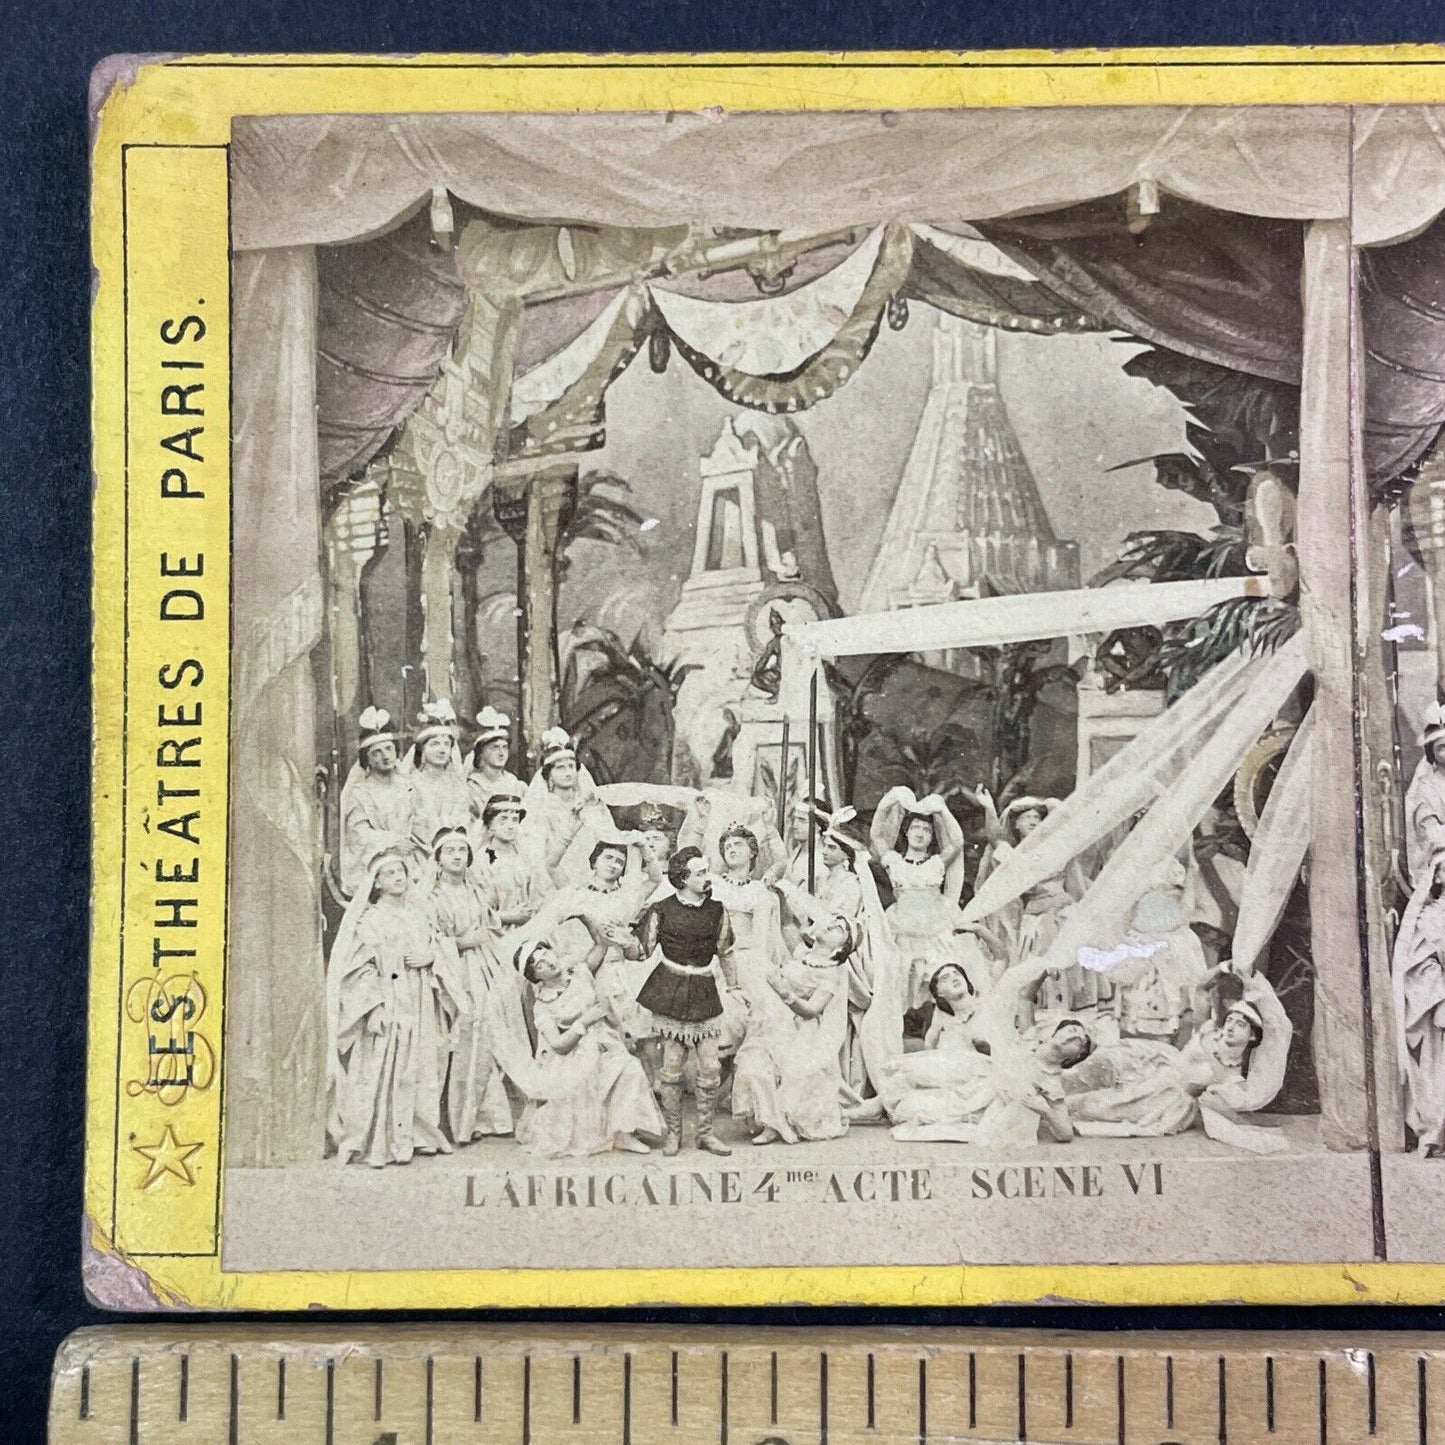 LES THÉÂTRES DE PARIS.
L'AFRICAINE 4me. ACTE SCENE VI